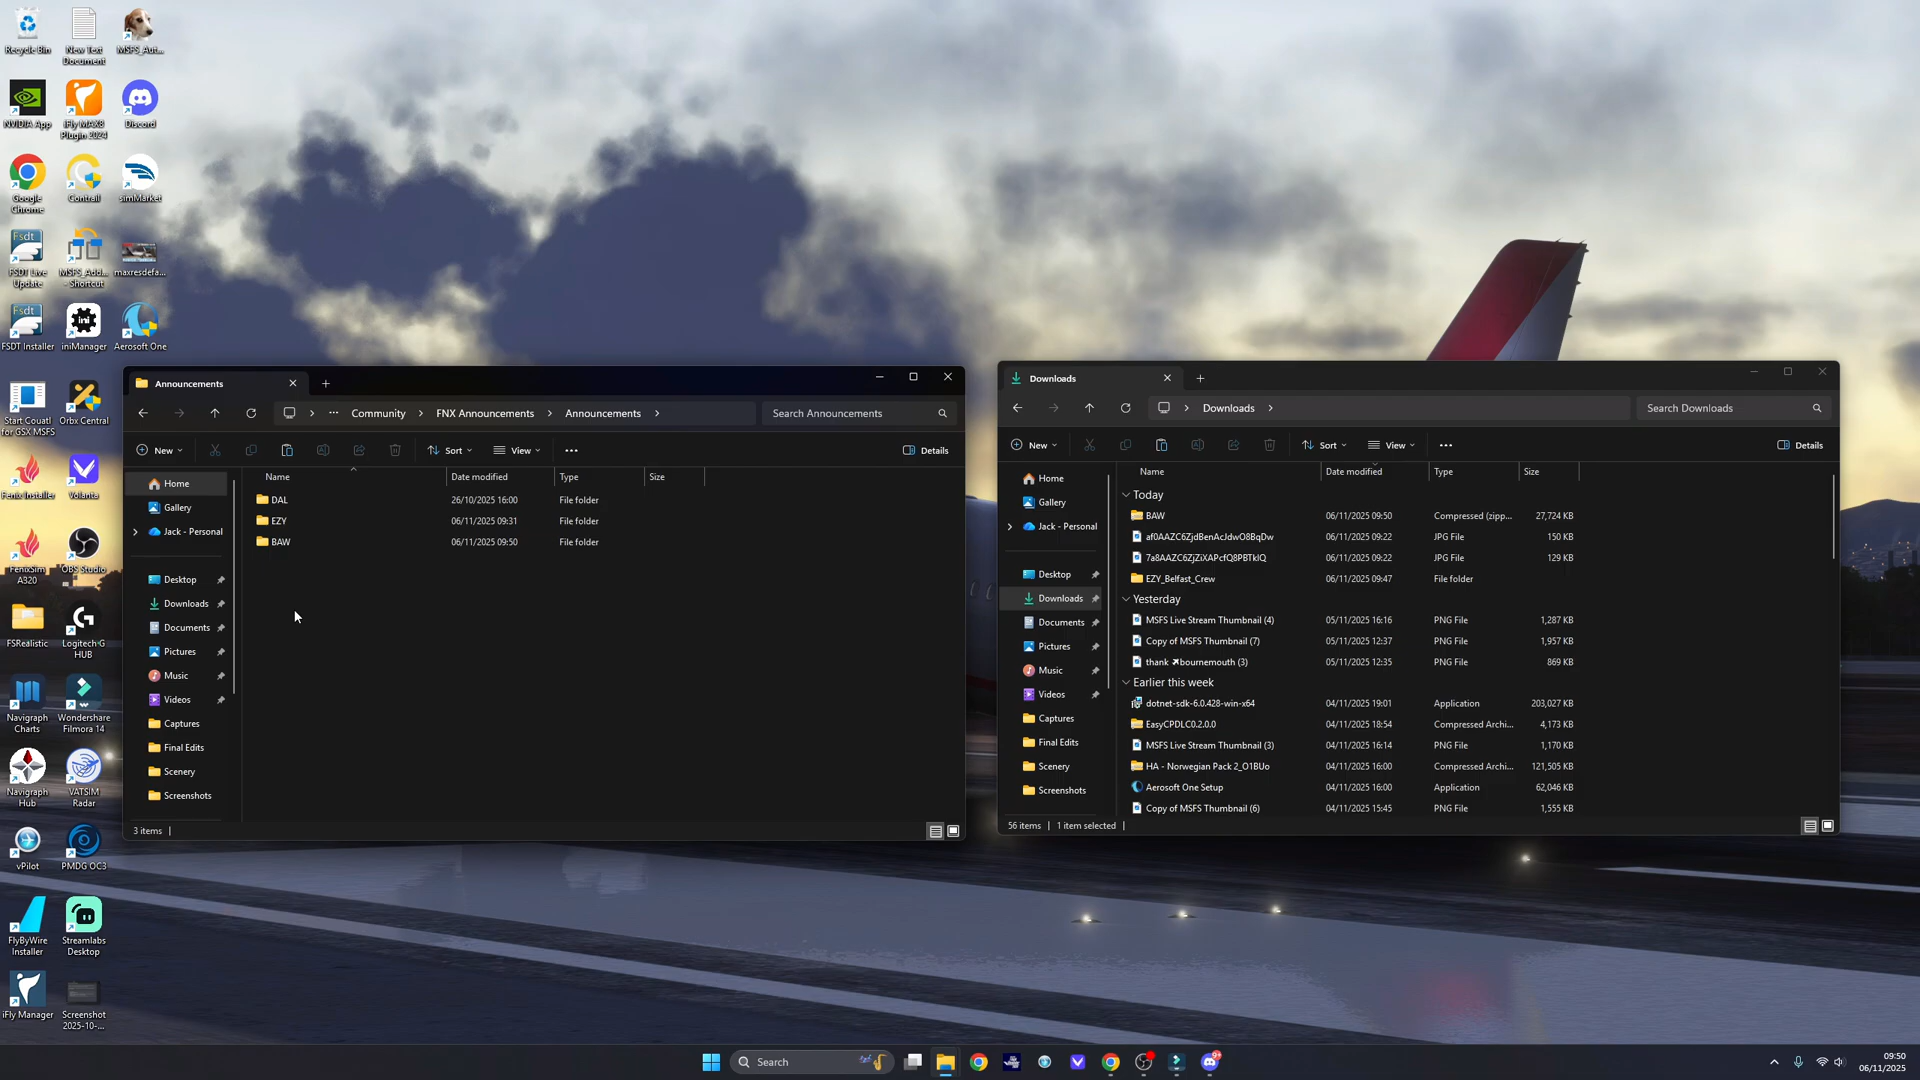 Recycle Bin
New Text
Document
MSFS_Aut...
NVIDIA App
iFly MAX8
Plugin 2024
Discord
Google
Chrome
Contrail
simMarket
FSDT Live
Update
MSFS_Add...
- Shortcut
maxresdefa...
FSDT Installer
iniManager
Aerosoft One
Start Couatl
for GSX MSFS
Orbx Central
Fenix Installer
Volanta
FenixSim
A320
OBS Studio
FSRealistic
Logitech G
HUB
Navigraph
Charts
Wondershare
Filmora 14
Navigraph
Hub
VATSIM
Radar
vPilot
PMDG OC3
FlyByWire
Installer
Streamlabs
Desktop
iFly Manager
Screenshot
2025-10-...
Announcements
Community > FNX Announcements > Announcements >
Search Announcements
New Sort View Details
Name Date modified Type Size
DAL 26/10/2025 16:00 File folder
EZY 06/11/2025 09:31 File folder
BAW 06/11/2025 09:50 File folder
Home
Gallery
Jack - Personal
Desktop
Downloads
Documents
Pictures
Music
Videos
Captures
Final Edits
Scenery
Screenshots
3 items
Downloads
Downloads >
Search Downloads
New Sort View Details
Name Date modified Type Size
Home
Gallery
Jack - Personal
Desktop
Downloads
Documents
Pictures
Music
Videos
Captures
Final Edits
Scenery
Screenshots
Today
BAW 06/11/2025 09:50 Compressed (zipp... 27,724 KB
af0AAZC6ZjdBenAcJdwO8BqDw 06/11/2025 09:22 JPG File 150 KB
7a8AAZC6ZjZiXAPcfQ8PBTklQ 06/11/2025 09:22 JPG File 129 KB
EZY_Belfast_Crew 06/11/2025 09:47 File folder
Yesterday
MSFS Live Stream Thumbnail (4) 05/11/2025 16:16 PNG File 1,287 KB
Copy of MSFS Thumbnail (7) 05/11/2025 12:37 PNG File 1,957 KB
thank ✈bournemouth (3) 05/11/2025 12:35 PNG File 869 KB
Earlier this week
dotnet-sdk-6.0.428-win-x64 04/11/2025 19:01 Application 203,027 KB
EasyCPDLC0.2.0.0 04/11/2025 18:54 Compressed Archi... 4,173 KB
MSFS Live Stream Thumbnail (3) 04/11/2025 16:14 PNG File 1,170 KB
HA - Norwegian Pack 2_O1BUo 04/11/2025 16:00 Compressed Archi... 121,505 KB
Aerosoft One Setup 04/11/2025 16:00 Application 62,046 KB
Copy of MSFS Thumbnail (6) 04/11/2025 15:45 PNG File 1,555 KB
56 items 1 item selected
Search
09:50
06/11/2025